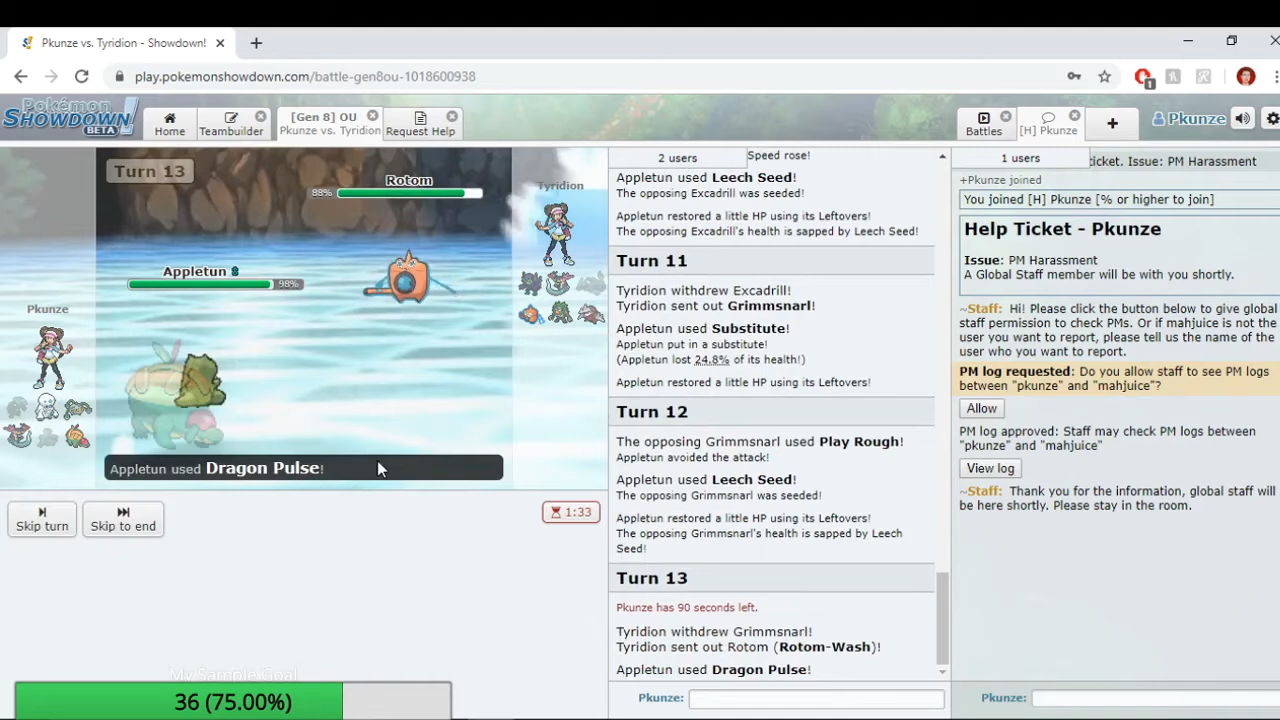 Pkunze vs. Tyridion - Showdown!
play.pokemonshowdown.com/battle-gen8ou-1018600938
1
Pokémon
SHOWDOWN!
BETA
Home
Teambuilder
[Gen 8] OU
Pkunze vs. Tyridion
Request Help
Battles
[H] Pkunze
Pkunze
Turn 13
88%
Rotom
Tyridion
Appletun
98%
Pkunze
Appletun used Dragon Pulse!
Skip turn
Skip to end
1:33
My Sample Goal
36 (75.00%)
2 users
Speed rose!
Appletun used Leech Seed!
The opposing Excadrill was seeded!
Appletun restored a little HP using its Leftovers!
The opposing Excadrill's health is sapped by Leech Seed!
Turn 11
Tyridion withdrew Excadrill!
Tyridion sent out Grimmsnarl!
Appletun used Substitute!
Appletun put in a substitute!
(Appletun lost 24.8% of its health!)
Appletun restored a little HP using its Leftovers!
Turn 12
The opposing Grimmsnarl used Play Rough!
Appletun avoided the attack!
Appletun used Leech Seed!
The opposing Grimmsnarl was seeded!
Appletun restored a little HP using its Leftovers!
The opposing Grimmsnarl's health is sapped by Leech
Seed!
Turn 13
Pkunze has 90 seconds left.
Tyridion withdrew Grimmsnarl!
Tyridion sent out Rotom (Rotom-Wash)!
Appletun used Dragon Pulse!
Pkunze:
1 users
ticket. Issue: PM Harassment
+Pkunze joined
You joined [H] Pkunze [% or higher to join]
Help Ticket - Pkunze
Issue: PM Harassment
A Global Staff member will be with you shortly.
~Staff: Hi! Please click the button below to give global
staff permission to check PMs. Or if mahjuice is not the
user you want to report, please tell us the name of the
user who you want to report.
PM log requested: Do you allow staff to see PM logs
between "pkunze" and "mahjuice"?
Allow
PM log approved: Staff may check PM logs between
"pkunze" and "mahjuice"
View log
~Staff: Thank you for the information, global staff will
be here shortly. Please stay in the room.
Pkunze: